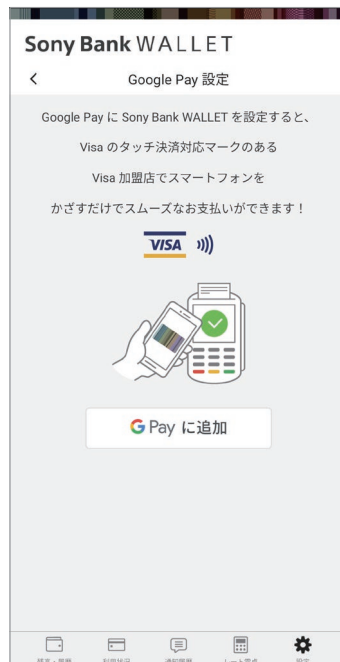 Sony Bank WALLET
Google Pay 設定
Google Pay に Sony Bank WALLET を設定すると、
Visa のタッチ決済対応マークのある
Visa 加盟店でスマートフォンを
かざすだけでスムーズなお支払いができます！
VISA
G Pay に追加